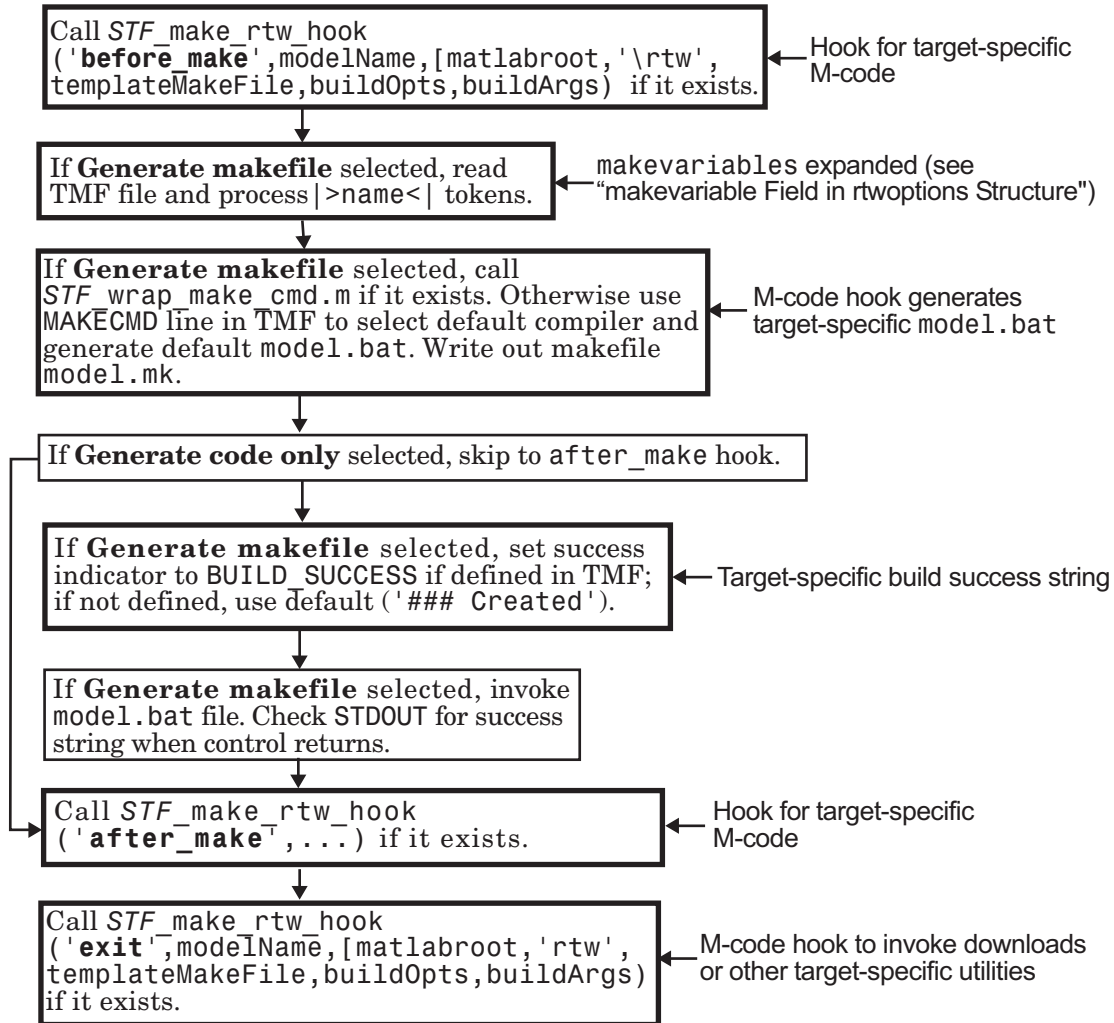 Call STF_make_rtw_hook
('before_make',modelName,[matlabroot,'\rtw',
templateMakeFile,buildOpts,buildArgs) if it exists.
Hook for target-specific
M-code
If Generate makefile selected, read
TMF file and process|>name<| tokens.
makevariables expanded (see
“makevariable Field in rtwoptions Structure")
If Generate makefile selected, call
STF_wrap_make_cmd.m if it exists. Otherwise use
MAKECMD line in TMF to select default compiler and
generate default model.bat. Write out makefile
model.mk.
M-code hook generates
target-specific model.bat
If Generate code only selected, skip to after_make hook.
If Generate makefile selected, set success
indicator to BUILD_SUCCESS if defined in TMF;
if not defined, use default ('### Created').
Target-specific build success string
If Generate makefile selected, invoke
model.bat file. Check STDOUT for success
string when control returns.
Call STF_make_rtw_hook
('after_make',...) if it exists.
Hook for target-specific
M-code
Call STF_make_rtw_hook
('exit',modelName,[matlabroot,'rtw',
templateMakeFile,buildOpts,buildArgs)
if it exists.
M-code hook to invoke downloads
or other target-specific utilities